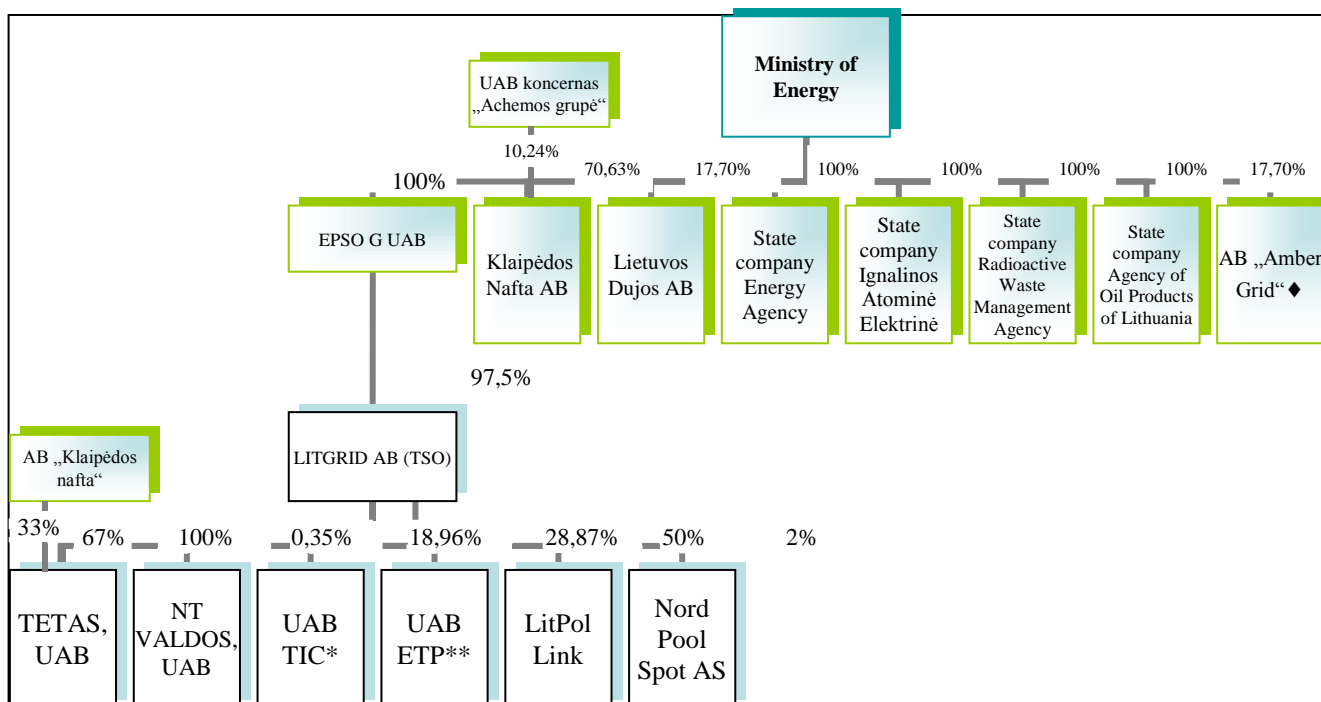 Ministry of
Energy
UAB koncernas
„Achemos grupė“
10,24%
100%
70,63%
17,70%
100%
100%
100%
100%
17,70%
EPSO G UAB
Klaipėdos
Nafta AB
Lietuvos
Dujos AB
State
company
Energy
Agency
State
company
Ignalinos
Atominė
Elektrinė
State
company
Radioactive
Waste
Management
Agency
State
company
Agency of
Oil Products
of Lithuania
AB „Amber
Grid“♦
97,5%
LITGRID AB (TSO)
AB „Klaipėdos
nafta“
33%
67%
100%
0,35%
18,96%
28,87%
50%
2%
TETAS,
UAB
NT
VALDOS,
UAB
UAB
TIC*
UAB
ETP**
LitPol
Link
Nord
Pool
Spot AS